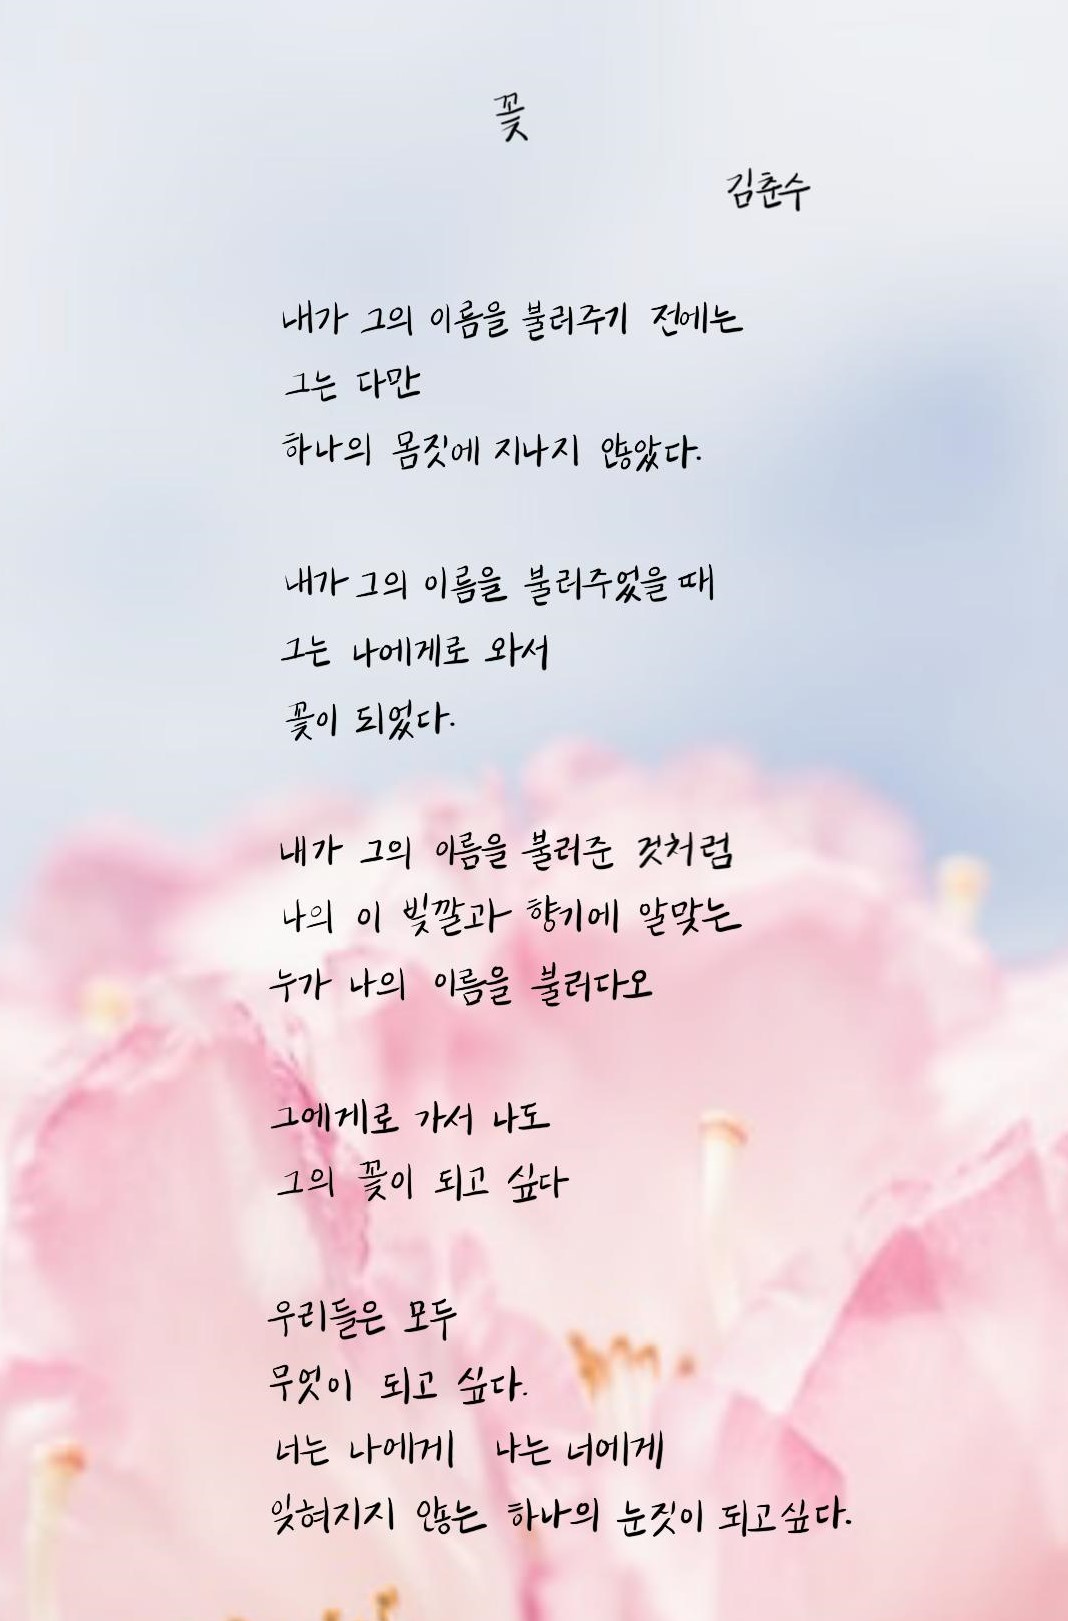 꽃
김춘수
내가 그의 이름을 불러주기 전에는
그는 다만
하나의 몸짓에 지나지 않았다.
내가 그의 이름을 불러주었을 때
그는 나에게로 와서
꽃이 되었다.
내가 그의 이름을 불러준 것처럼
나의 이 빛깔과 향기에 알맞는
누가 나의 이름을 불러다오
그에게로 가서 나도
그의 꽃이 되고 싶다
우리들은 모두
무엇이 되고 싶다.
너는 나에게 나는 너에게
잊혀지지 않는 하나의 눈짓이 되고싶다.